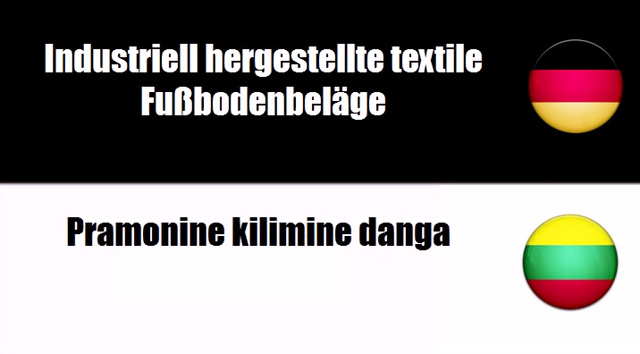 Industriell hergestellte textile
Fußbodenbeläge
Pramonine kilimine danga